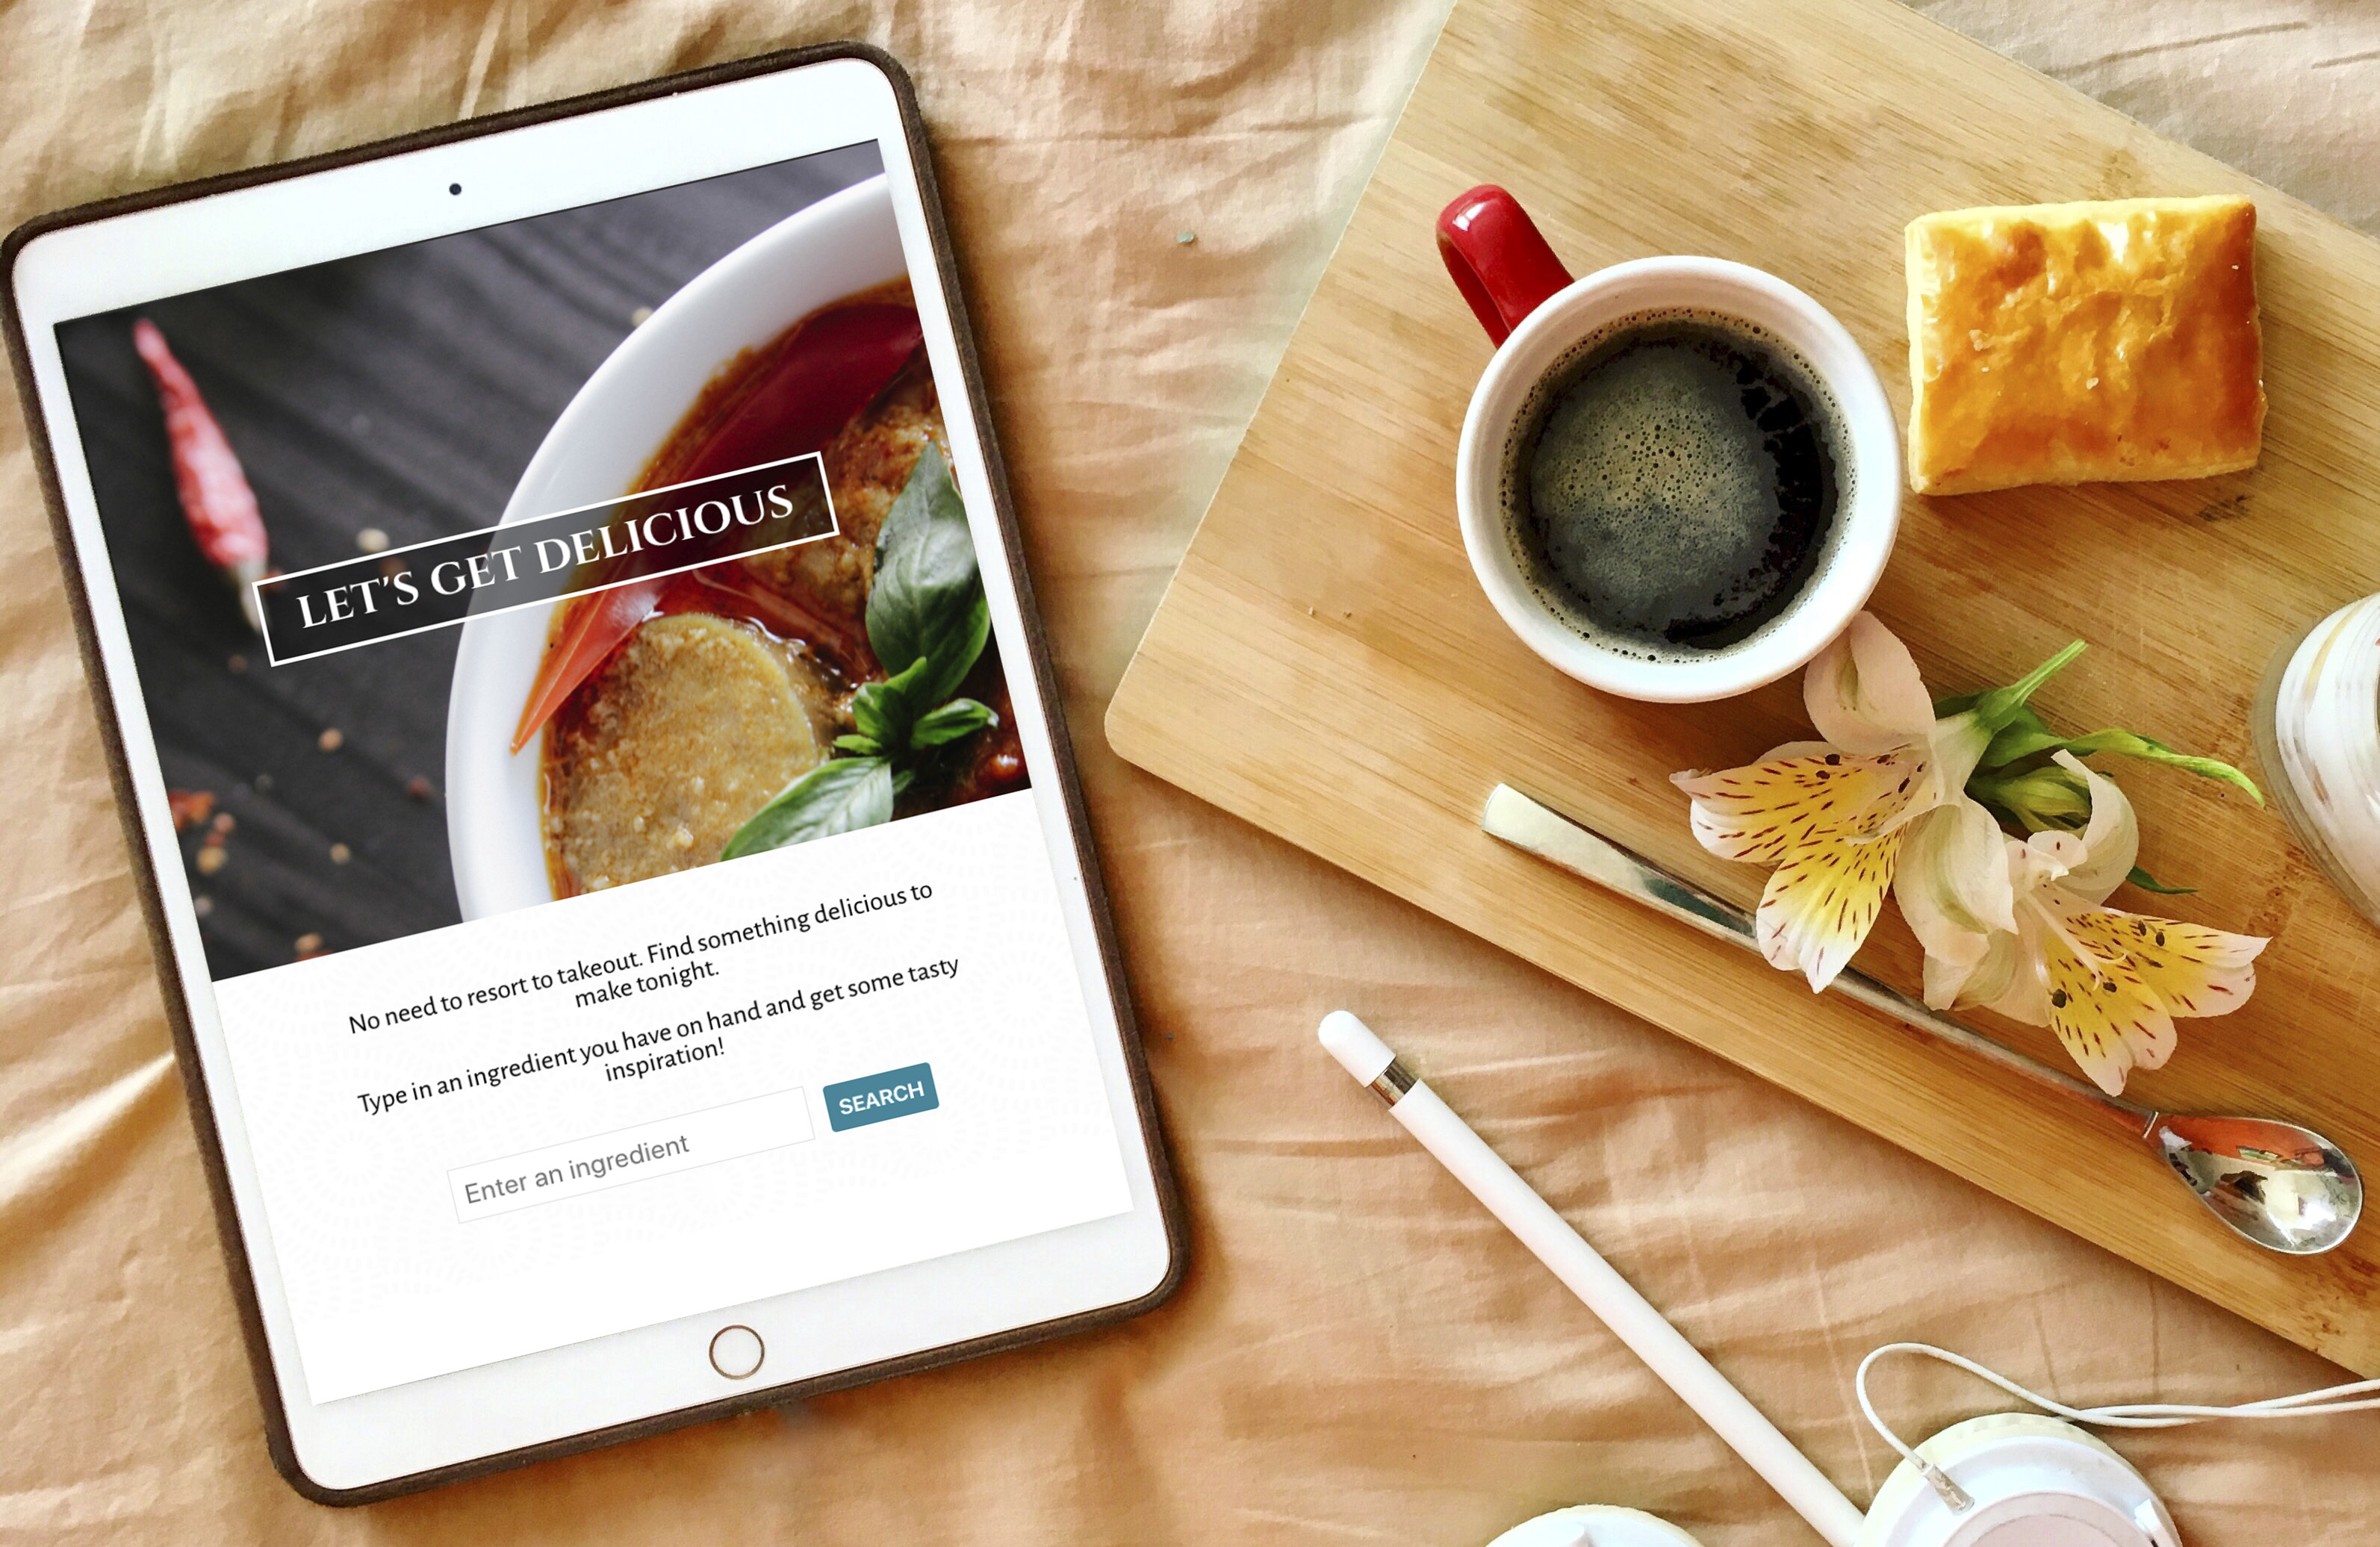 LET'S GET DELICIOUS
No need to resort to takeout. Find something delicious to
make tonight.
Type in an ingredient you have on hand and get some tasty
inspiration!
Enter an ingredient
SEARCH